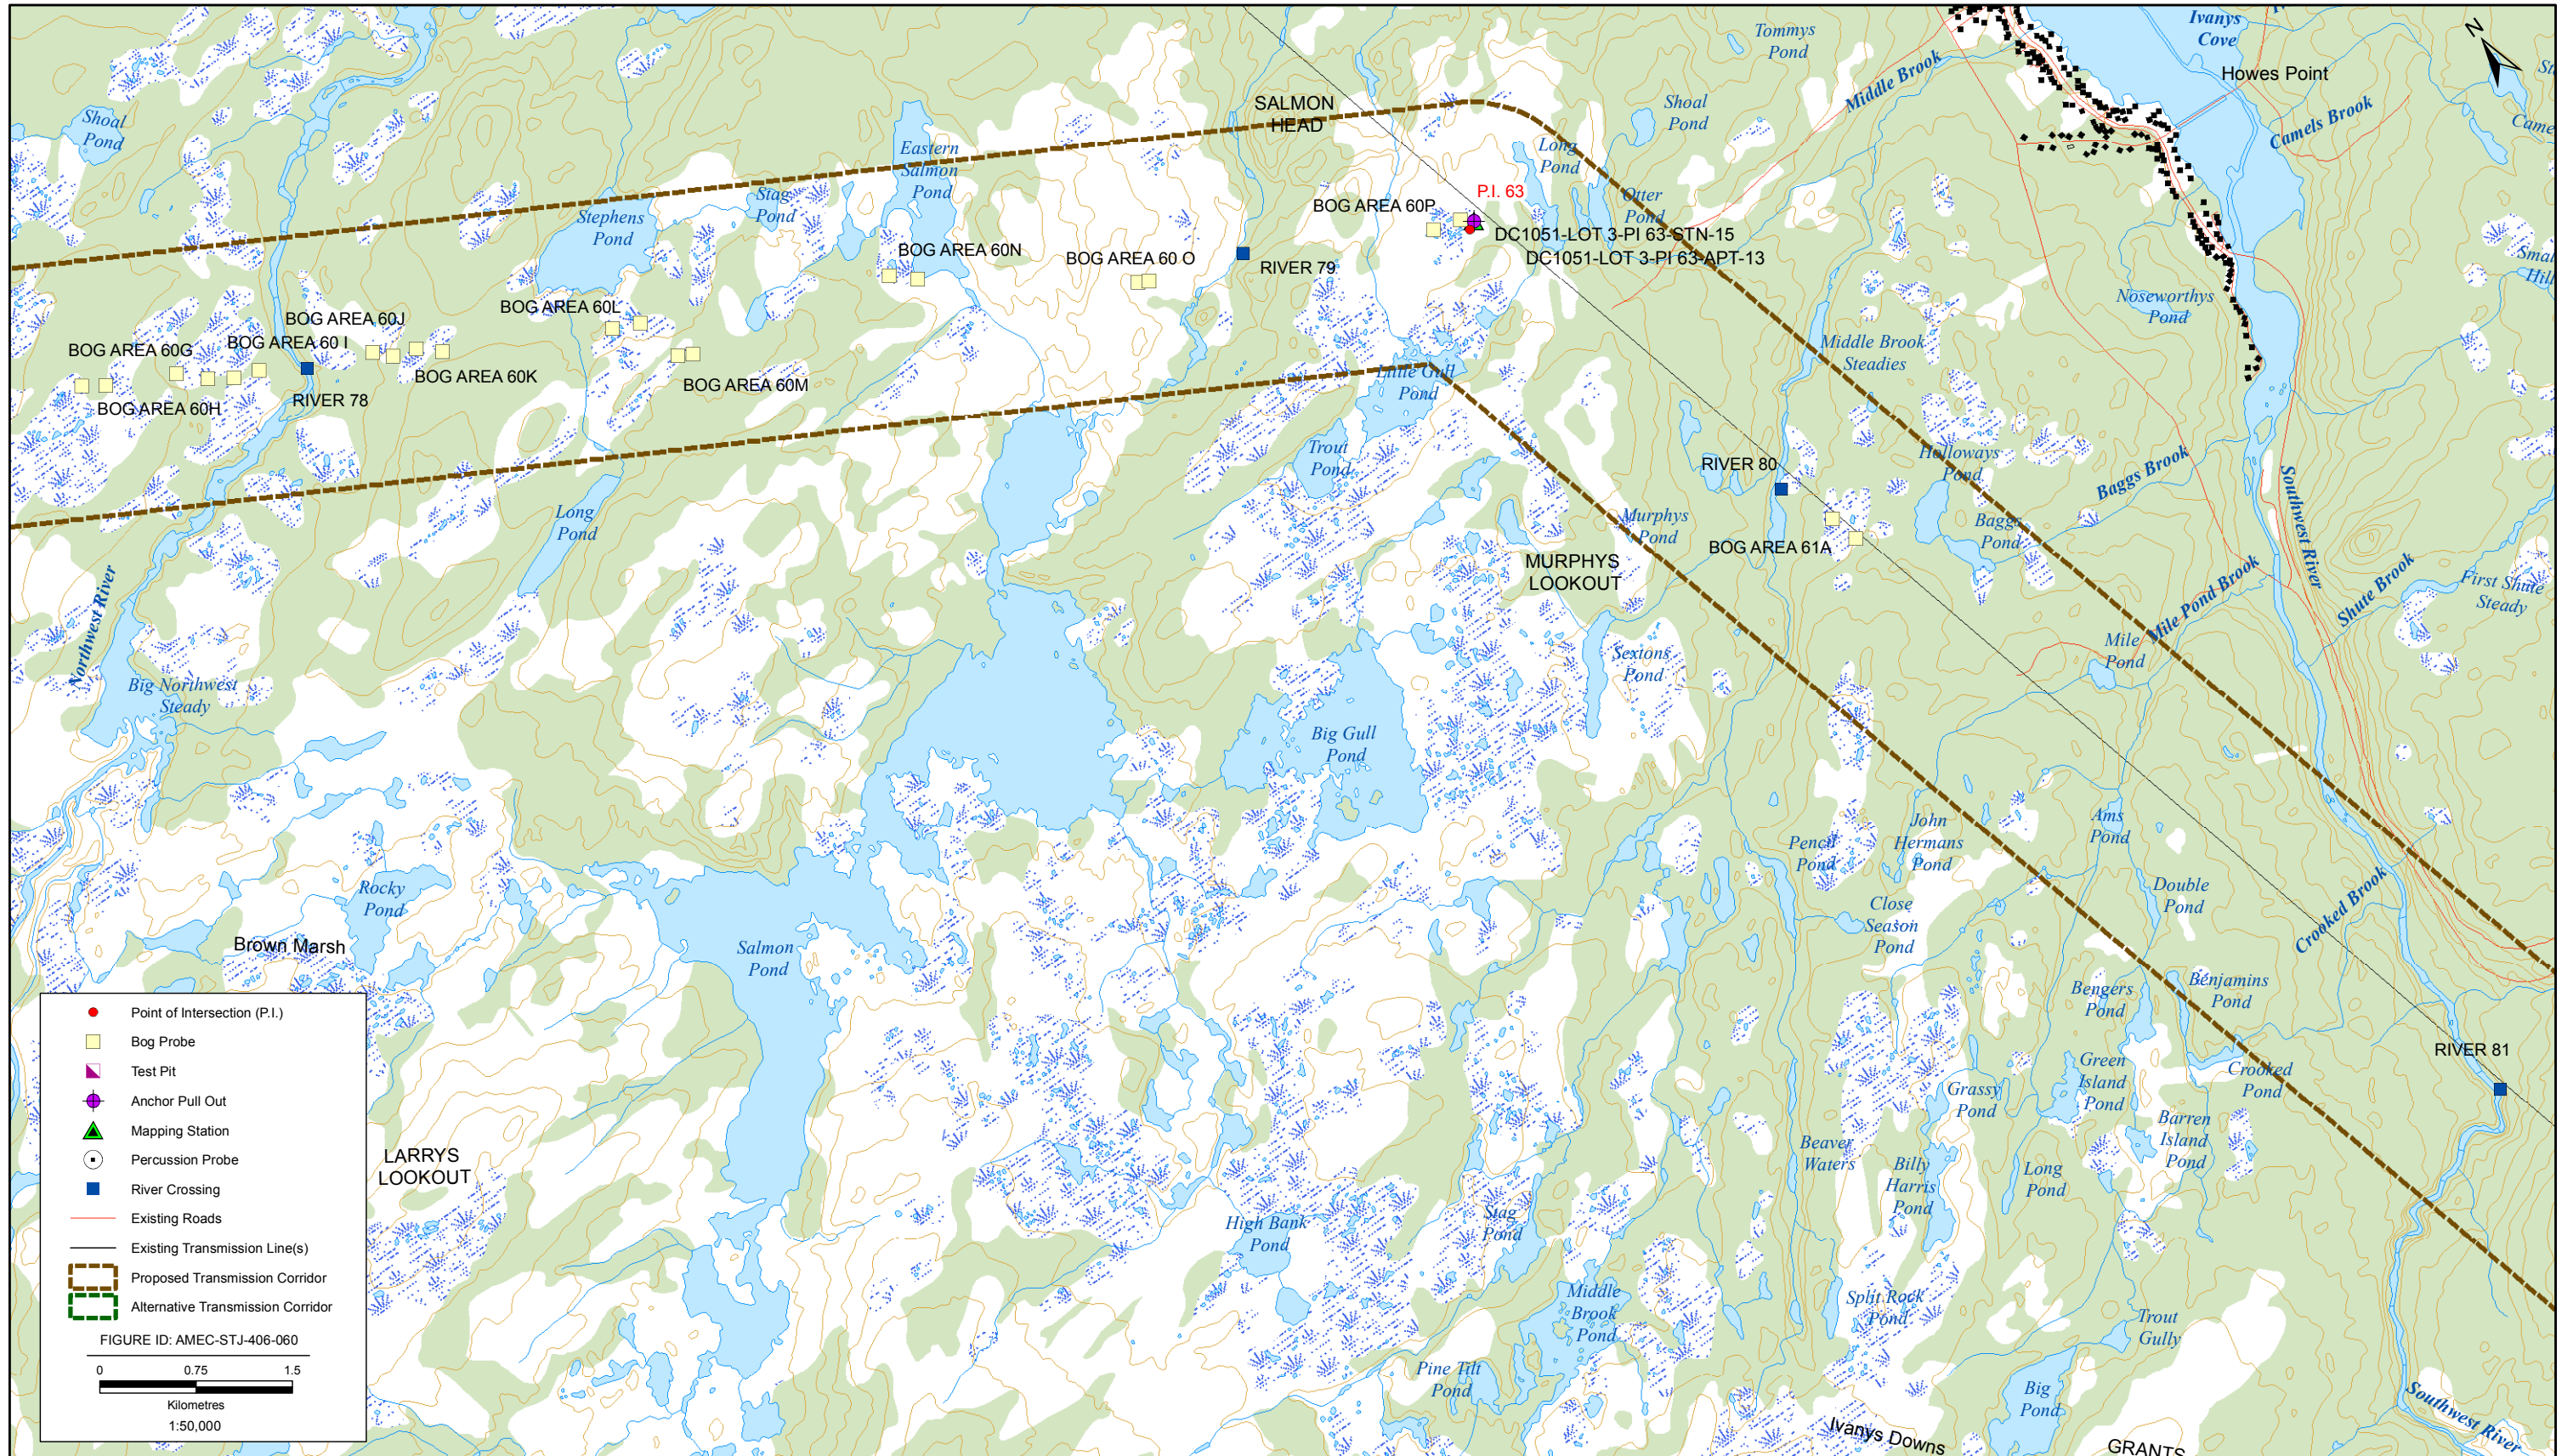 Ivanys
Cove
Howes Point
Tommys
Pond
Middle Brook
Camels Brook
Shoal
Pond
SALMON
HEAD
Shoal
Pond
Eastern
Salmon
Pond
Long
Pond
Stag
Pond
Stephens
Pond
P.I. 63
Otter
Pond
BOG AREA 60P
DC1051-LOT 3-PI 63-STN-15
DC1051-LOT 3-PI 63-APT-13
BOG AREA 60N
BOG AREA 60 O
RIVER 79
Noseworthys
Pond
BOG AREA 60L
BOG AREA 60J
BOG AREA 60 I
BOG AREA 60G
BOG AREA 60K
BOG AREA 60M
BOG AREA 60H
RIVER 78
Middle Brook
Steadies
Little Gull
Pond
Trout
Pond
Holloways
Pond
RIVER 80
Baggs Brook
Southwest River
Long
Pond
Murphys
Pond
Baggs
Pond
BOG AREA 61A
MURPHYS
LOOKOUT
Mile Pond Brook
Shute Brook
First Shute
Steady
Northwest River
Mile
Pond
Sextons
Pond
Big Northwest
Steady
Big Gull
Pond
Pencil
Pond
John
Hermans
Pond
Ams
Pond
Rocky
Pond
Double
Pond
Close
Season
Pond
Crooked Brook
Brown Marsh
Salmon
Pond
Bengers
Pond
Benjamins
Pond
RIVER 81
Green
Island
Pond
Grassy
Pond
Crooked
Pond
Barren
Island
Pond
Beaver
Waters
Billy
Harris
Pond
Long
Pond
LARRYS
LOOKOUT
High Bank
Pond
Stag
Pond
Middle
Brook
Pond
Split Rock
Pond
Trout
Gully
Pine Tilt
Pond
Big
Pond
Ivanys Downs
GRANTS
Southwest River
N
Point of Intersection (P.I.)
Bog Probe
Test Pit
Anchor Pull Out
Mapping Station
Percussion Probe
River Crossing
Existing Roads
Existing Transmission Line(s)
Proposed Transmission Corridor
Alternative Transmission Corridor
FIGURE ID: AMEC-STJ-406-060
0 0.75 1.5
Kilometres
1:50,000